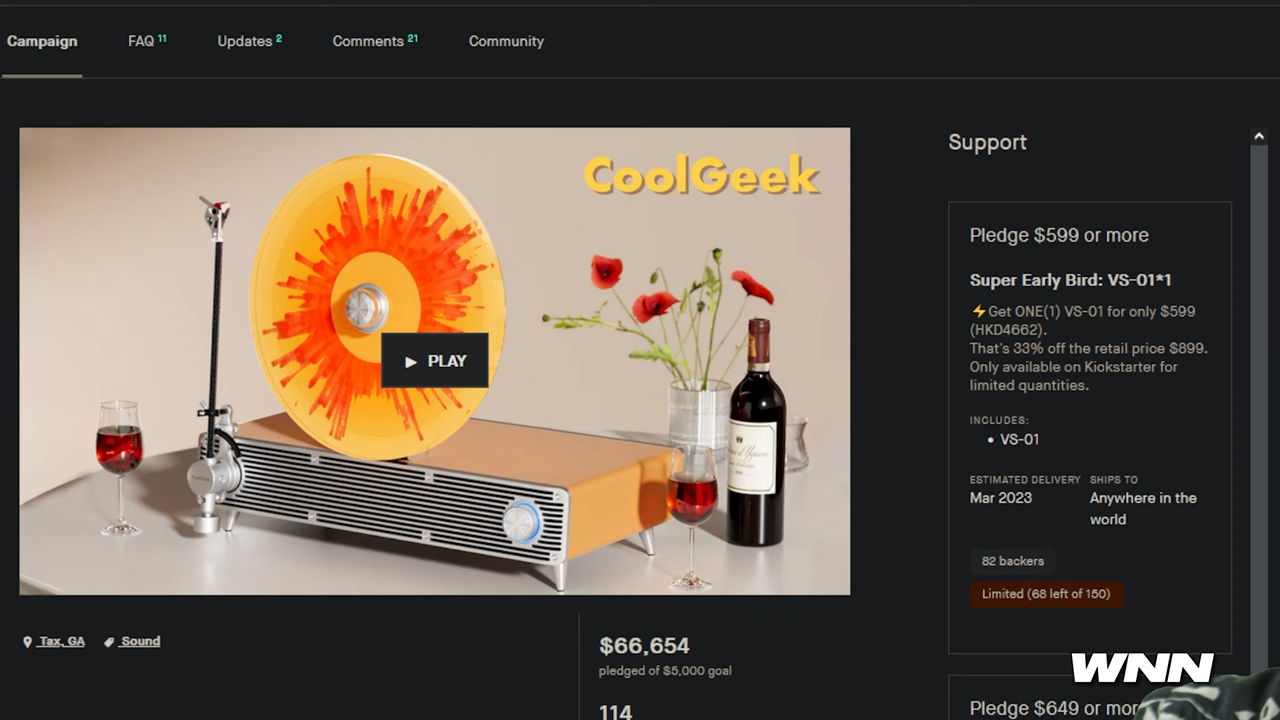 Campaign
FAQ 11
Updates 2
Comments 21
Community
CoolGeek
PLAY
Tax, GA
Sound
$66,654
pledged of $5,000 goal
114
Support
Pledge $599 or more
Super Early Bird: VS-01*1
⚡Get ONE(1) VS-01 for only $599
(HKD4662).
That's 33% off the retail price $899.
Only available on Kickstarter for
limited quantities.
INCLUDES:
• VS-01
ESTIMATED DELIVERY
Mar 2023
SHIPS TO
Anywhere in the
world
82 backers
Limited (68 left of 150)
WNN
Pledge $649 or more